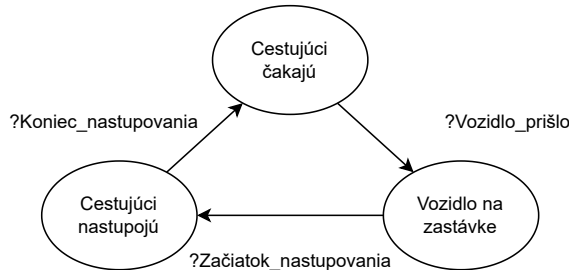 Cestujúci
čakajú
?Koniec_nastupovania
?Vozidlo_prišlo
Cestujúci
nastupojú
Vozidlo na
zastávke
?Začiatok_nastupovania